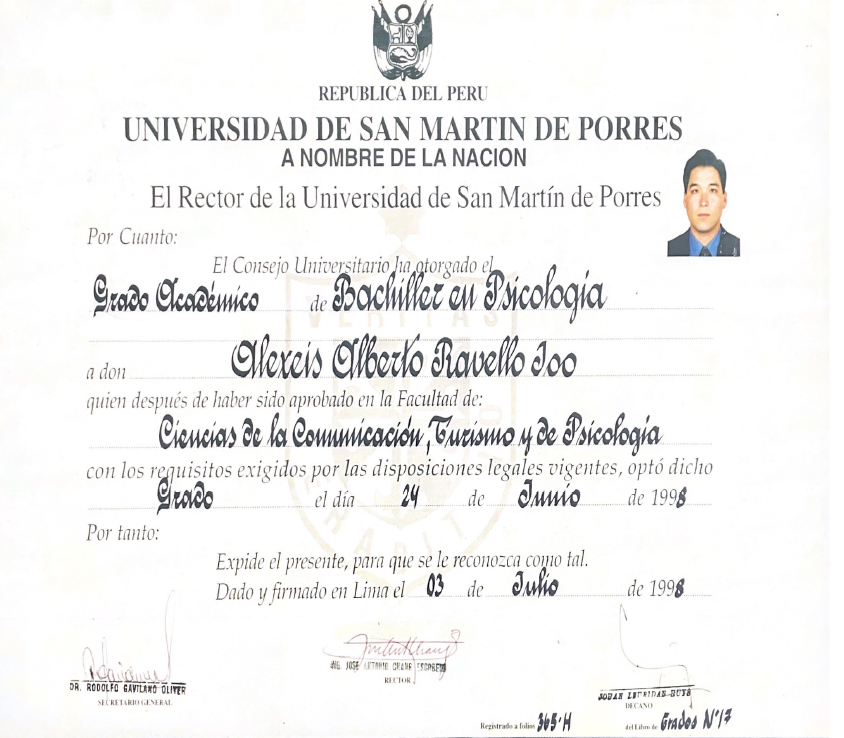 REPUBLICA DEL PERU
UNIVERSIDAD DE SAN MARTIN DE PORRES
A NOMBRE DE LA NACION
El Rector de la Universidad de San Martín de Porres
Por Cuanto:
El Consejo Universitario ha otorgado el
Grado Académico de Bachiller en Psicología
a don Alexeis Alberto Ravello Joo
quien después de haber sido aprobado en la Facultad de:
Ciencias de la Comunicación, Turismo y de Psicología
con los requisitos exigidos por las disposiciones legales vigentes, optó dicho
Grado el día 24 de Junio de 1998
Por tanto:
Expide el presente, para que se le reconozca como tal.
Dado y firmado en Lima el 03 de Julio de 1998
DR. RODOLFO GAVILANO OLIVER
SECRETARIO GENERAL
ING. JOSE ANTONIO CHANG ESCOBEDO
RECTOR
JOHAN LEURIDAN HUYS
DECANO
Registrado a folios 365-H del Libro de Grados N°17
VERITAS